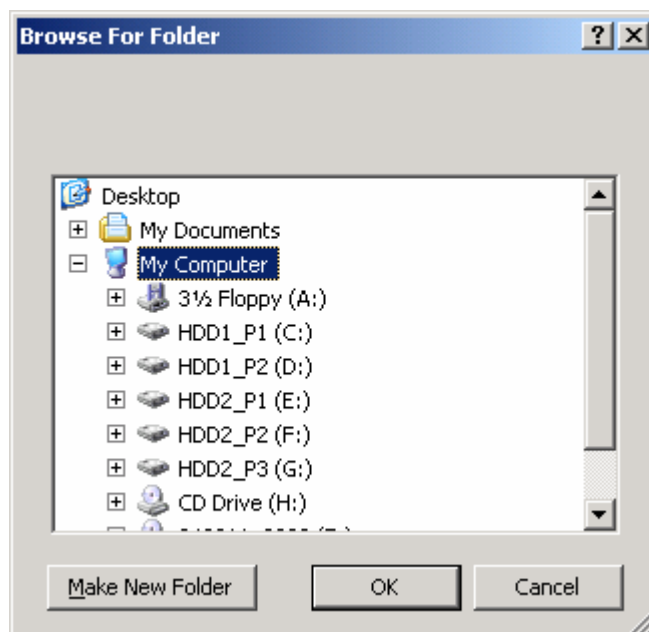 Browse For Folder
Desktop
My Documents
My Computer
3½ Floppy (A:)
HDD1_P1 (C:)
HDD1_P2 (D:)
HDD2_P1 (E:)
HDD2_P2 (F:)
HDD2_P3 (G:)
CD Drive (H:)
Make New Folder OK Cancel